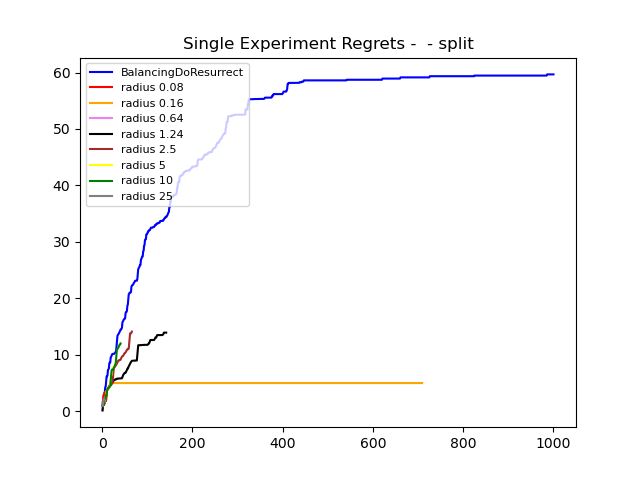 Single Experiment Regrets -  - split
BalancingDoResurrect
radius 0.08
radius 0.16
radius 0.64
radius 1.24
radius 2.5
radius 5
radius 10
radius 25
60
50
40
30
20
10
0
0 200 400 600 800 1000